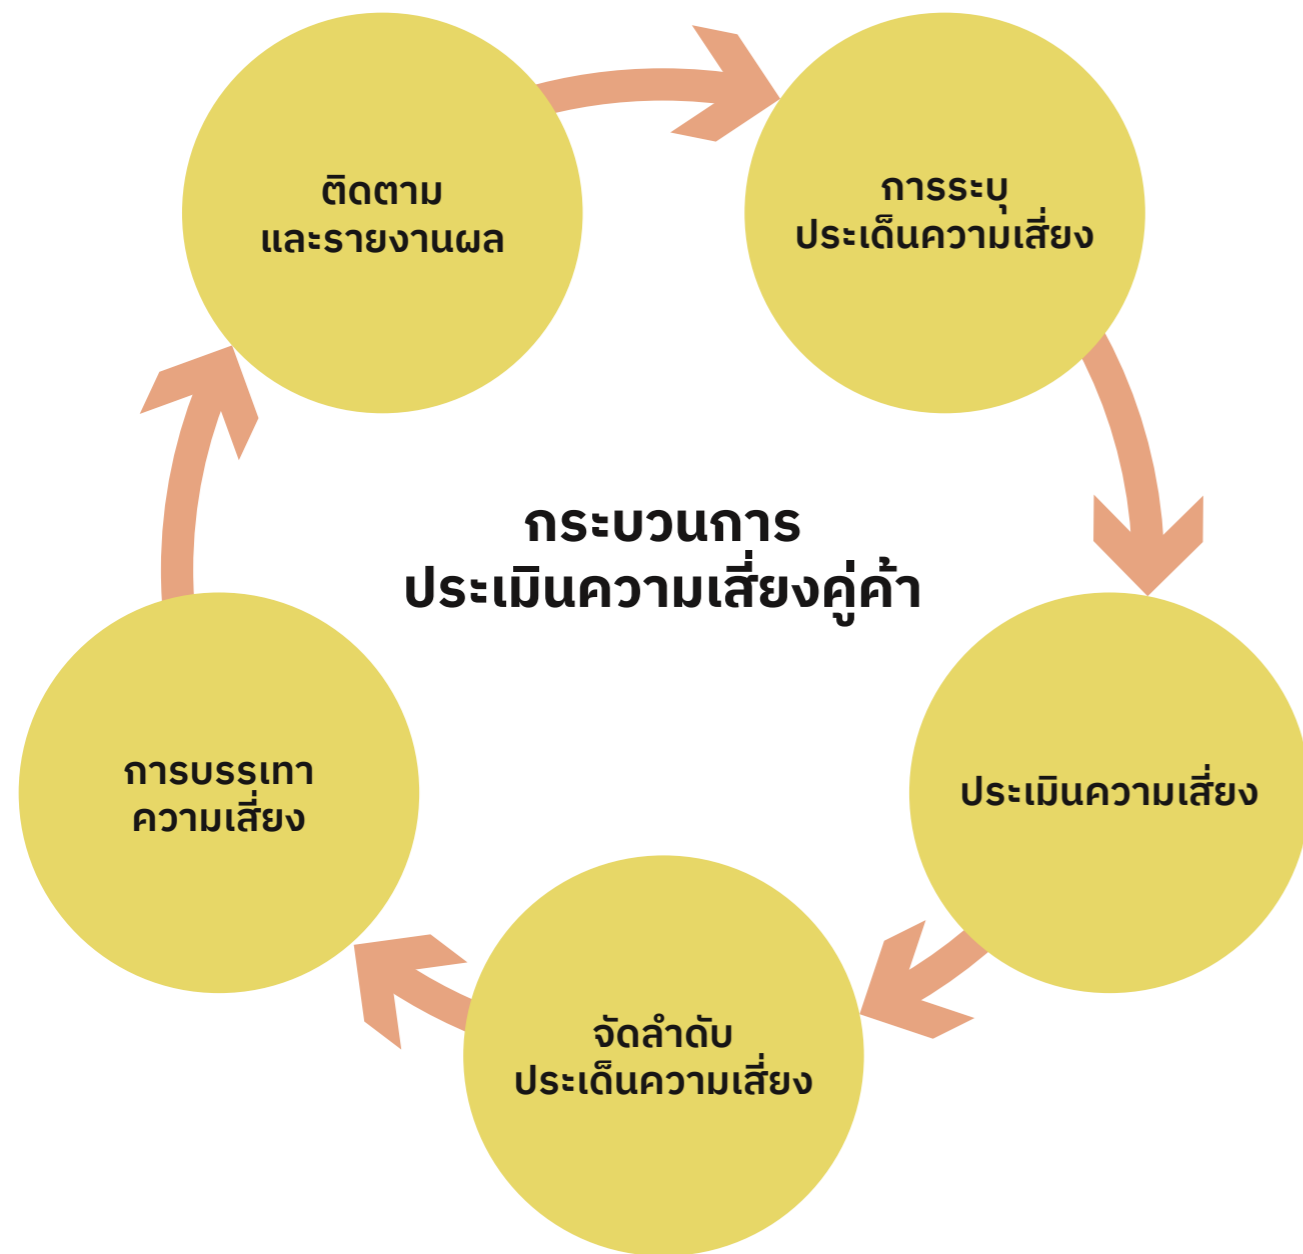 ติดตาม
และรายงานผล
การระบุ
ประเด็นความเสี่ยง
กระบวนการ
ประเมินความเสี่ยงคู่ค้า
การบรรเทา
ความเสี่ยง
ประเมินความเสี่ยง
จัดลำดับ
ประเด็นความเสี่ยง